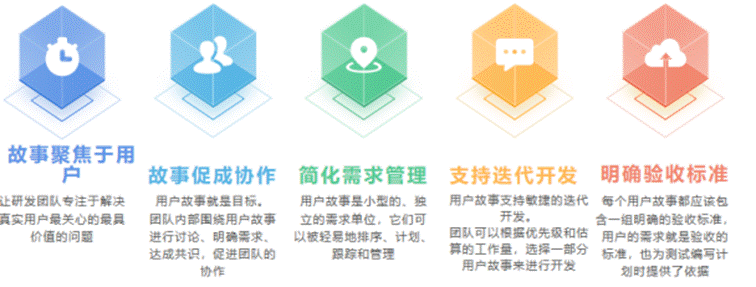 故事聚焦于用
户
让研发团队专注于解决
真实用户最关心的最具
价值的问题
故事促成协作
用户故事就是目标。
团队内部围绕用户故事
进行讨论、明确需求、
达成共识，促进团队的
协作
简化需求管理
用户故事是小型的、独
立的需求单位，它们可
以被轻易地排序、计划、
跟踪和管理
支持迭代开发
用户故事支持敏捷的迭代
开发。
团队可以根据优先级和估
算的工作量，选择一部分
用户故事来进行开发
明确验收标准
每个用户故事都应该包
含一组明确的验收标准，
用户的需求就是验收的
标准，也为测试编写计
划时提供了依据